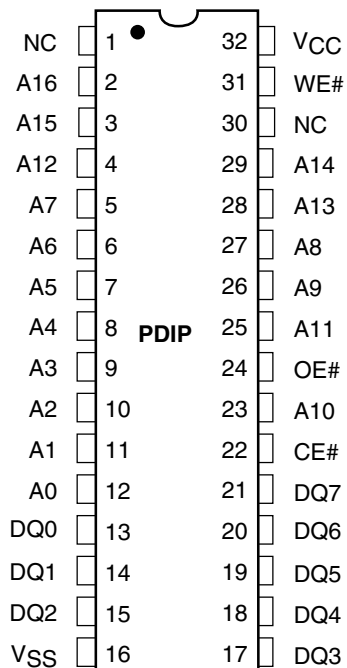 NC 1 32 VCC
A16 2 31 WE#
A15 3 30 NC
A12 4 29 A14
A7 5 28 A13
A6 6 27 A8
A5 7 26 A9
A4 8 PDIP 25 A11
A3 9 24 OE#
A2 10 23 A10
A1 11 22 CE#
A0 12 21 DQ7
DQ0 13 20 DQ6
DQ1 14 19 DQ5
DQ2 15 18 DQ4
VSS 16 17 DQ3